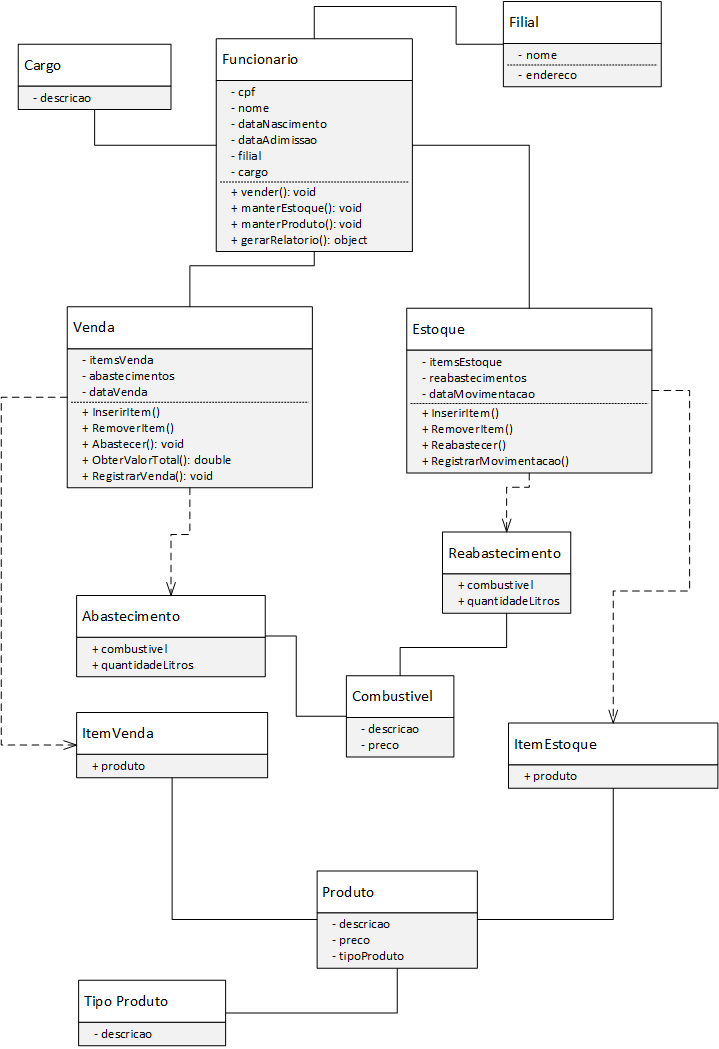 Filial
- nome
- endereco
Cargo
- descricao
Funcionario
- cpf
- nome
- dataNascimento
- dataAdimissao
- filial
- cargo
+ vender(): void
+ manterEstoque(): void
+ manterProduto(): void
+ gerarRelatorio(): object
Venda
- itemsVenda
- abastecimentos
- dataVenda
+ InserirItem()
+ RemoverItem()
+ Abastecer(): void
+ ObterValorTotal(): double
+ RegistrarVenda(): void
Estoque
- itemsEstoque
- reabastecimentos
- dataMovimentacao
+ InserirItem()
+ RemoverItem()
+ Reabastecer()
+ RegistrarMovimentacao()
Reabastecimento
+ combustivel
+ quantidadeLitros
Abastecimento
+ combustivel
+ quantidadeLitros
Combustivel
- descricao
- preco
ItemVenda
+ produto
ItemEstoque
+ produto
Produto
- descricao
- preco
- tipoProduto
Tipo Produto
- descricao